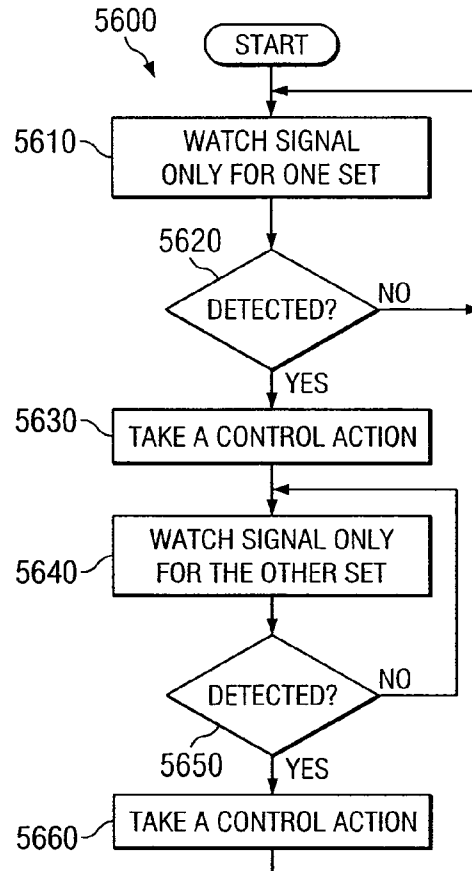 5600
START
5610
WATCH SIGNAL
ONLY FOR ONE SET
5620
DETECTED?
NO
YES
5630
TAKE A CONTROL ACTION
5640
WATCH SIGNAL ONLY
FOR THE OTHER SET
DETECTED?
NO
5650
YES
5660
TAKE A CONTROL ACTION